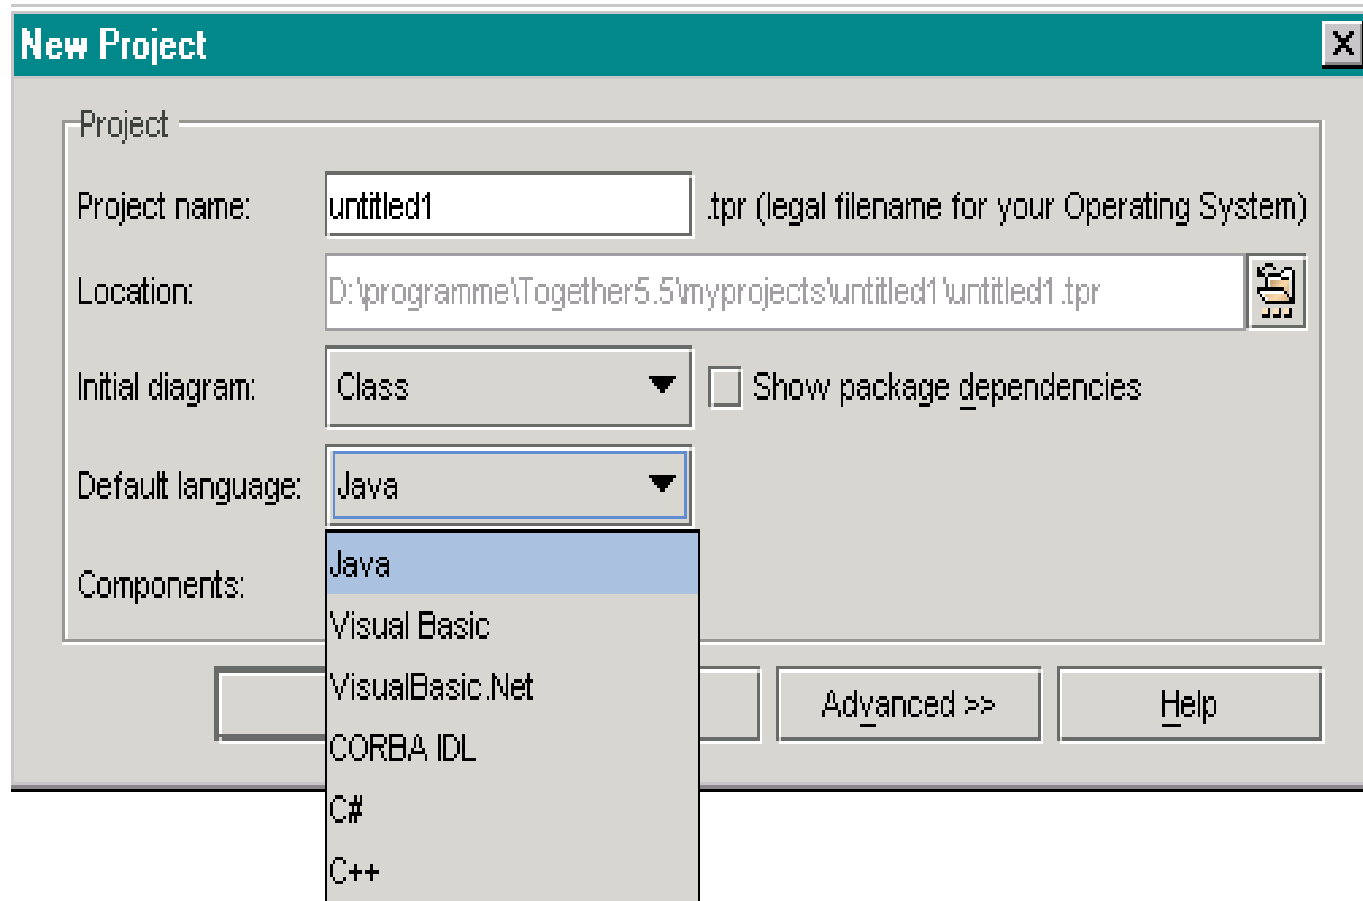 New Project
Project
Project name: untitled1 .tpr (legal filename for your Operating System)
Location: D:\programme\Together5.5\myprojects\untitled1\untitled1.tpr
Initial diagram: Class Show package dependencies
Default language: Java
Java
Components:
Visual Basic
VisualBasic.Net
Advanced >> Help
CORBA IDL
C#
C++